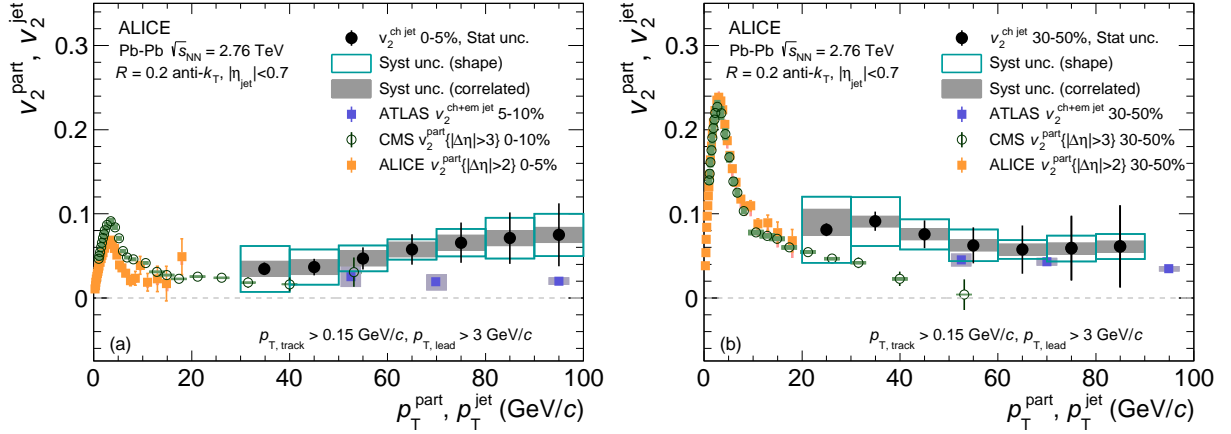 v₂ᵖᵃʳᵗ, v₂ʲᵉᵗ
0.3
0.2
0.1
0
ALICE
Pb-Pb √sNN = 2.76 TeV
R = 0.2 anti-kT, |ηjet|<0.7
v₂ᶜʰ ʲᵉᵗ 0-5%, Stat unc.
Syst unc. (shape)
Syst unc. (correlated)
ATLAS v₂ᶜʰ⁺ᵉᵐ ʲᵉᵗ 5-10%
CMS v₂ᵖᵃʳᵗ{|Δη|>3} 0-10%
ALICE v₂ᵖᵃʳᵗ{|Δη|>2} 0-5%
(a)
pT, track > 0.15 GeV/c, pT, lead > 3 GeV/c
0 20 40 60 80 100
pTᵖᵃʳᵗ, pTʲᵉᵗ (GeV/c)
v₂ᵖᵃʳᵗ, v₂ʲᵉᵗ
0.3
0.2
0.1
0
ALICE
Pb-Pb √sNN = 2.76 TeV
R = 0.2 anti-kT, |ηjet|<0.7
v₂ᶜʰ ʲᵉᵗ 30-50%, Stat unc.
Syst unc. (shape)
Syst unc. (correlated)
ATLAS v₂ᶜʰ⁺ᵉᵐ ʲᵉᵗ 30-50%
CMS v₂ᵖᵃʳᵗ{|Δη|>3} 30-50%
ALICE v₂ᵖᵃʳᵗ{|Δη|>2} 30-50%
(b)
pT, track > 0.15 GeV/c, pT, lead > 3 GeV/c
0 20 40 60 80 100
pTᵖᵃʳᵗ, pTʲᵉᵗ (GeV/c)